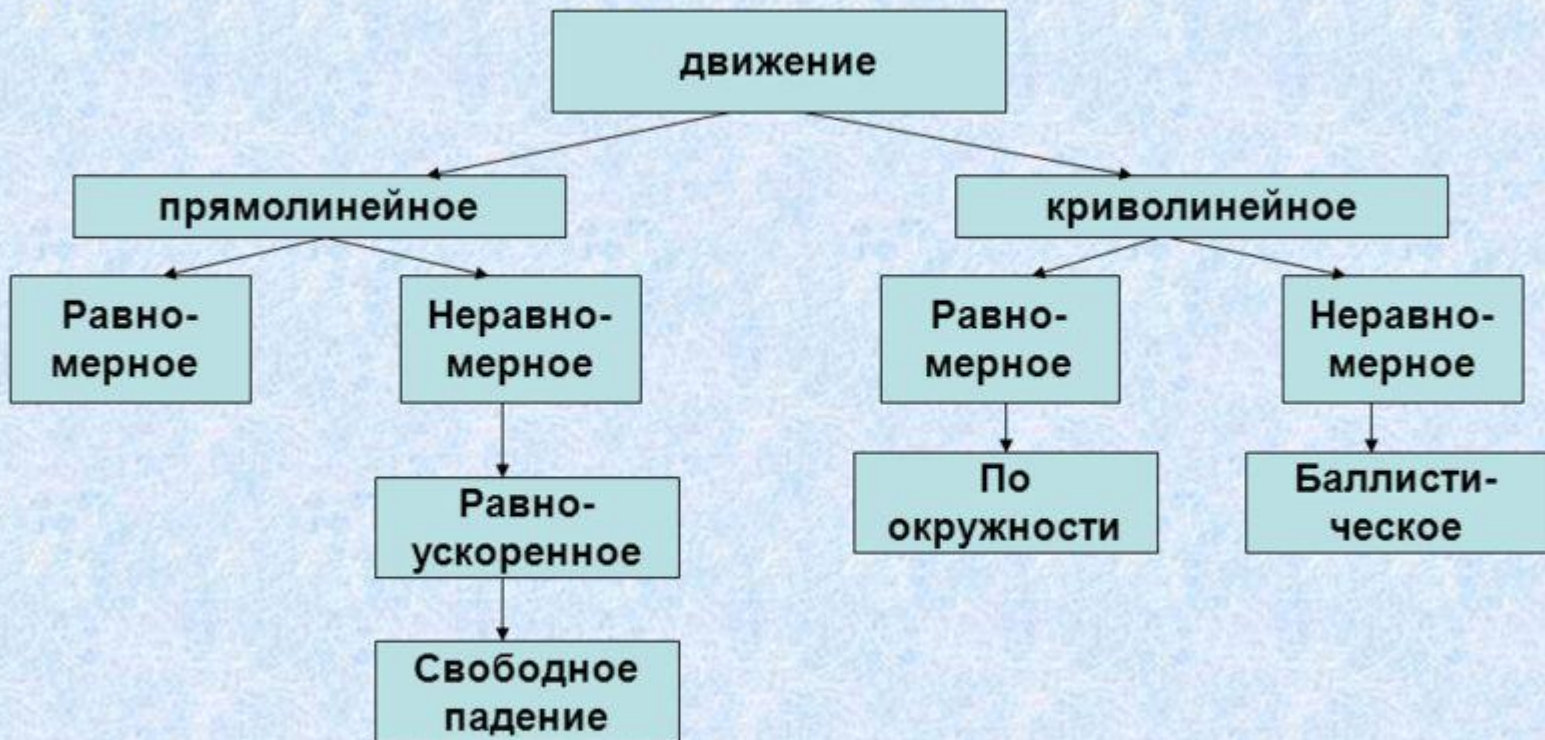 движение
прямолинейное
криволинейное
Равно-
мерное
Неравно-
мерное
Равно-
мерное
Неравно-
мерное
Равно-
ускоренное
По
окружности
Баллисти-
ческое
Свободное
падение